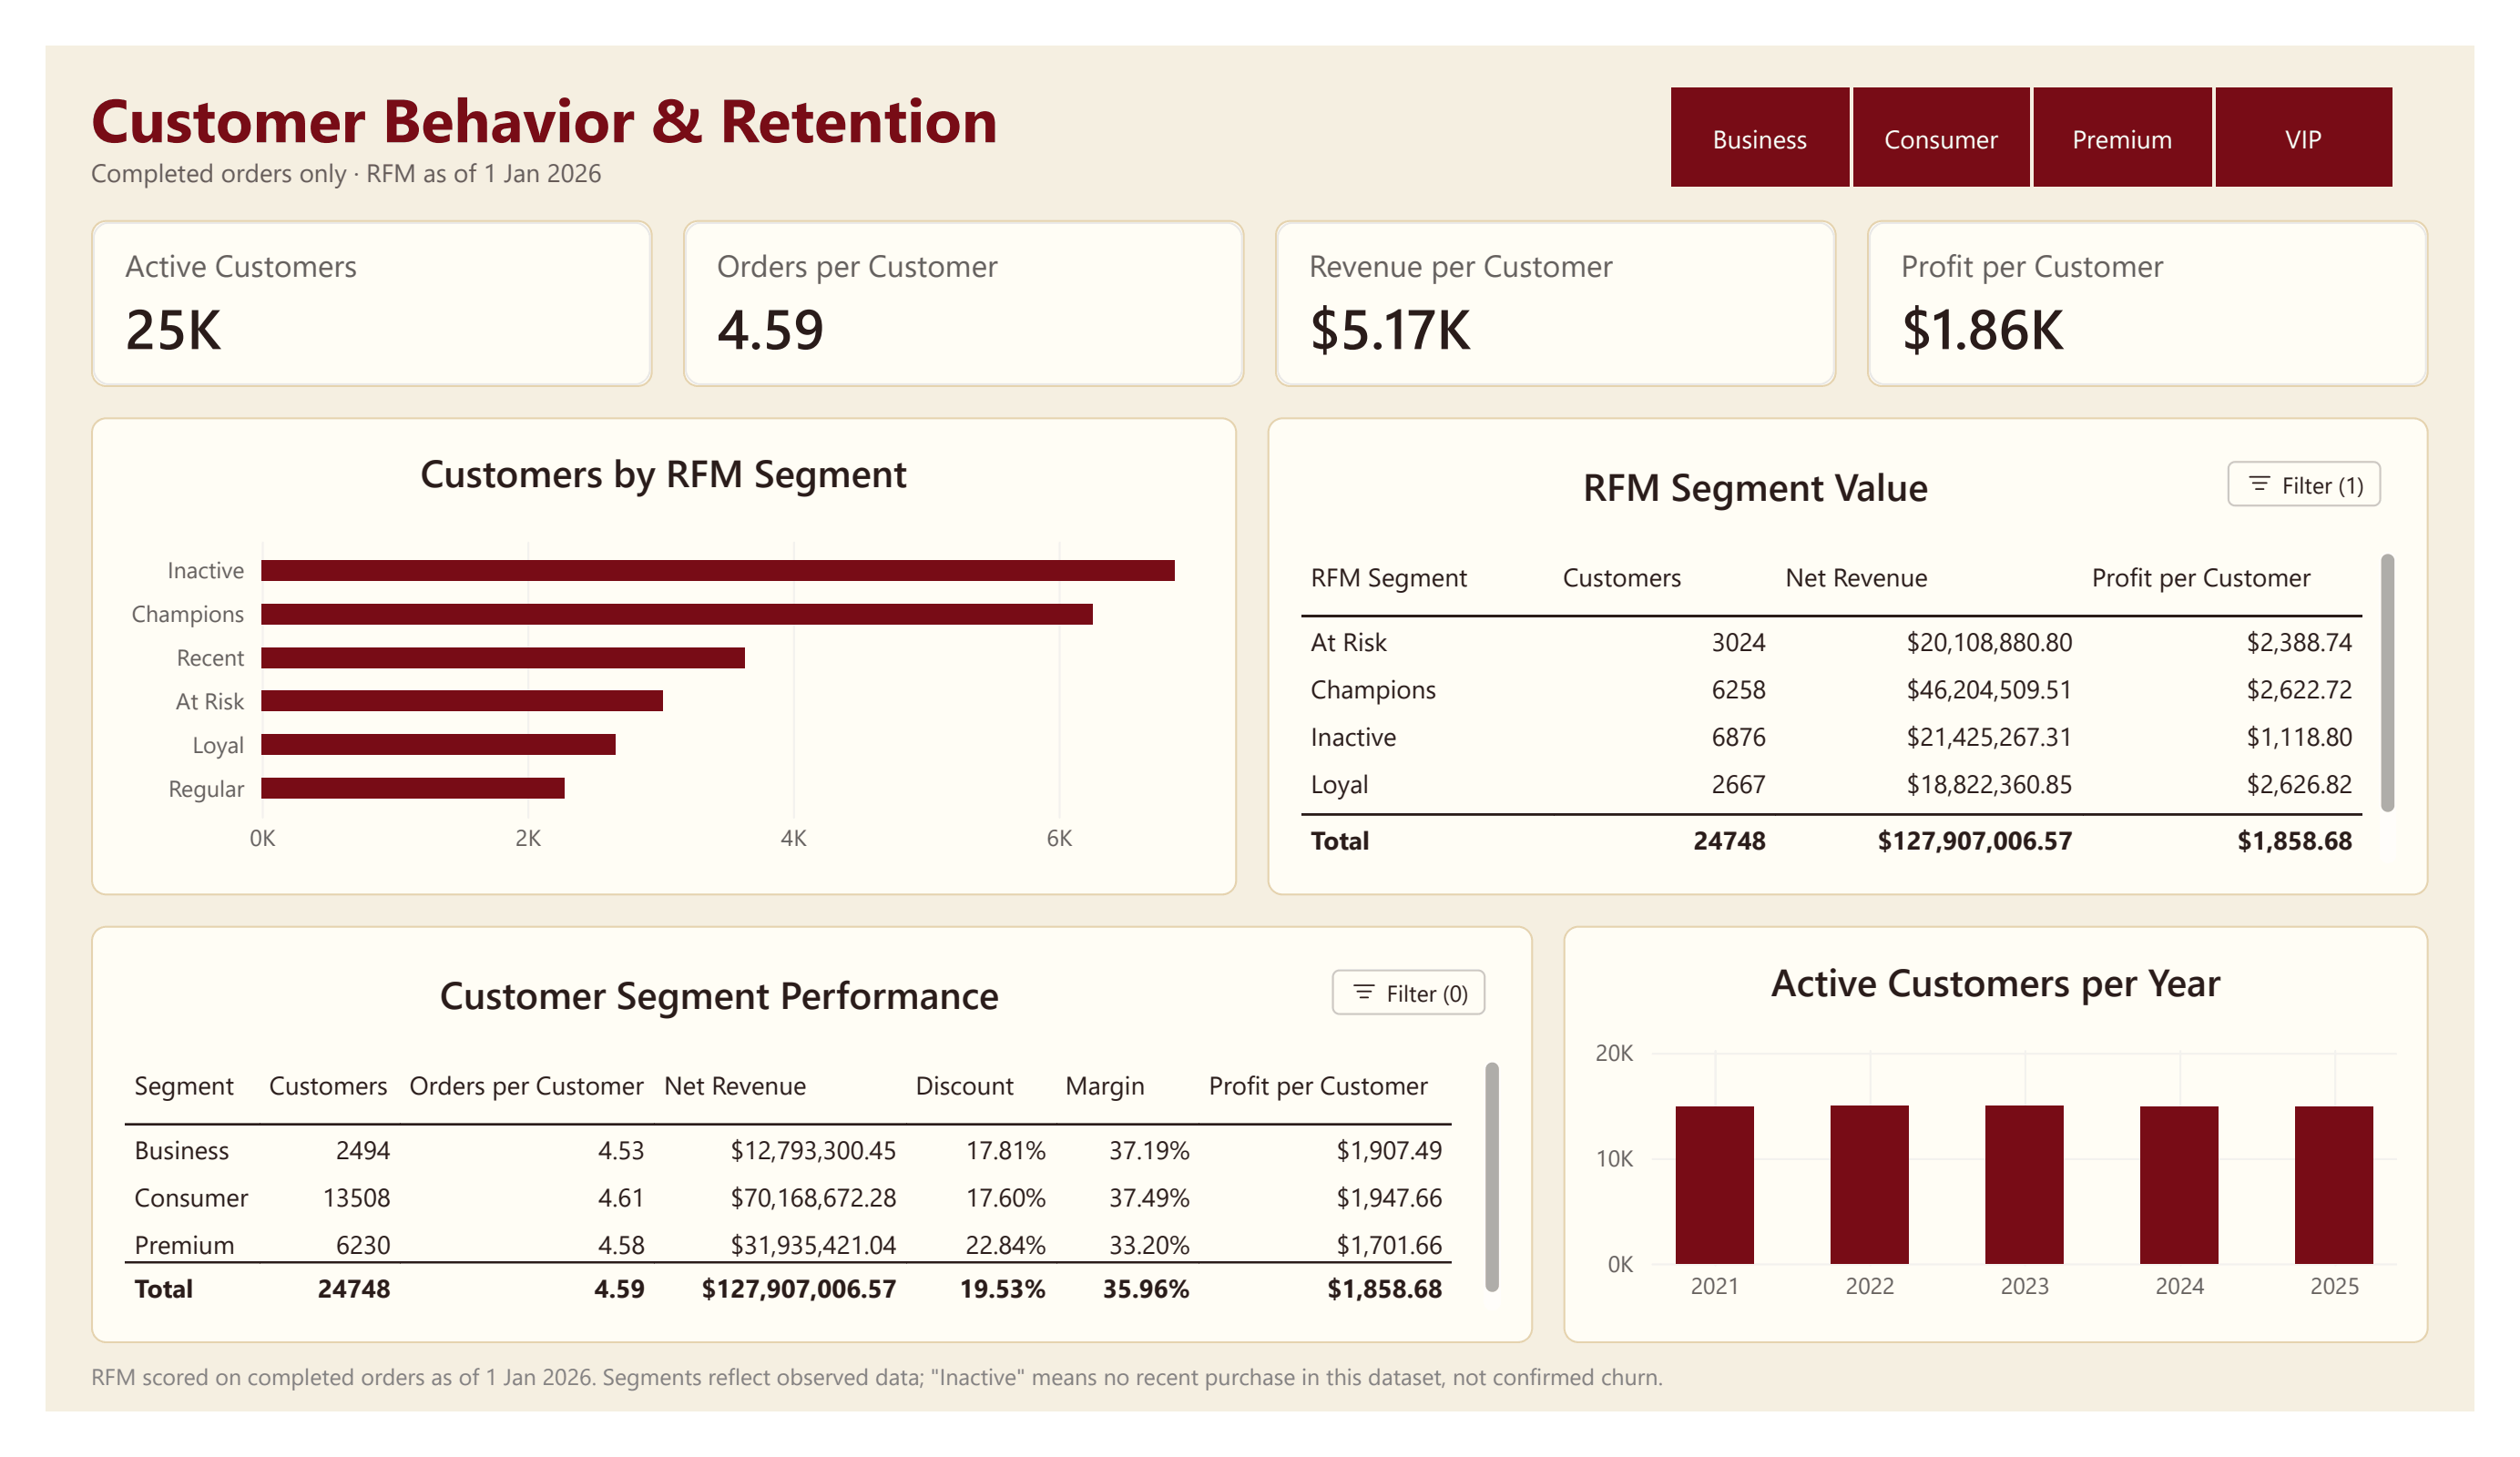 Customer Behavior & Retention
Completed orders only · RFM as of 1 Jan 2026
Business Consumer Premium VIP
Active Customers
25K
Orders per Customer
4.59
Revenue per Customer
$5.17K
Profit per Customer
$1.86K
Customers by RFM Segment
Inactive
Champions
Recent
At Risk
Loyal
Regular
0K 2K 4K 6K
RFM Segment Value
Filter (1)
RFM Segment Customers Net Revenue Profit per Customer
At Risk 3024 $20,108,880.80 $2,388.74
Champions 6258 $46,204,509.51 $2,622.72
Inactive 6876 $21,425,267.31 $1,118.80
Loyal 2667 $18,822,360.85 $2,626.82
Total 24748 $127,907,006.57 $1,858.68
Customer Segment Performance
Filter (0)
Segment Customers Orders per Customer Net Revenue Discount Margin Profit per Customer
Business 2494 4.53 $12,793,300.45 17.81% 37.19% $1,907.49
Consumer 13508 4.61 $70,168,672.28 17.60% 37.49% $1,947.66
Premium 6230 4.58 $31,935,421.04 22.84% 33.20% $1,701.66
Total 24748 4.59 $127,907,006.57 19.53% 35.96% $1,858.68
Active Customers per Year
20K
10K
0K
2021 2022 2023 2024 2025
RFM scored on completed orders as of 1 Jan 2026. Segments reflect observed data; "Inactive" means no recent purchase in this dataset, not confirmed churn.